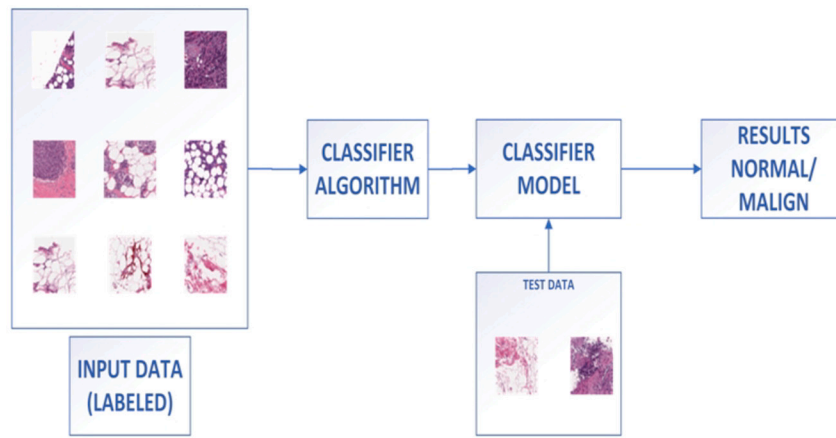 CLASSIFIER
ALGORITHM
CLASSIFIER
MODEL
RESULTS
NORMAL/
MALIGN
TEST DATA
INPUT DATA
(LABELED)